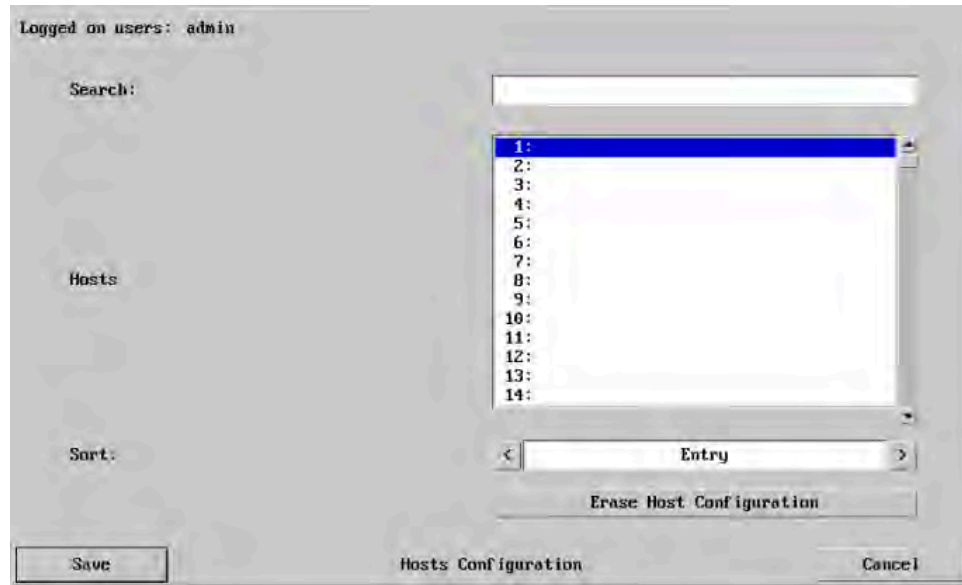 Logged on users: admin
Search:
Hosts
1:
2:
3:
4:
5:
6:
7:
8:
9:
10:
11:
12:
13:
14:
Sort:
< Entry >
Erase Host Configuration
Save Hosts Configuration Cancel